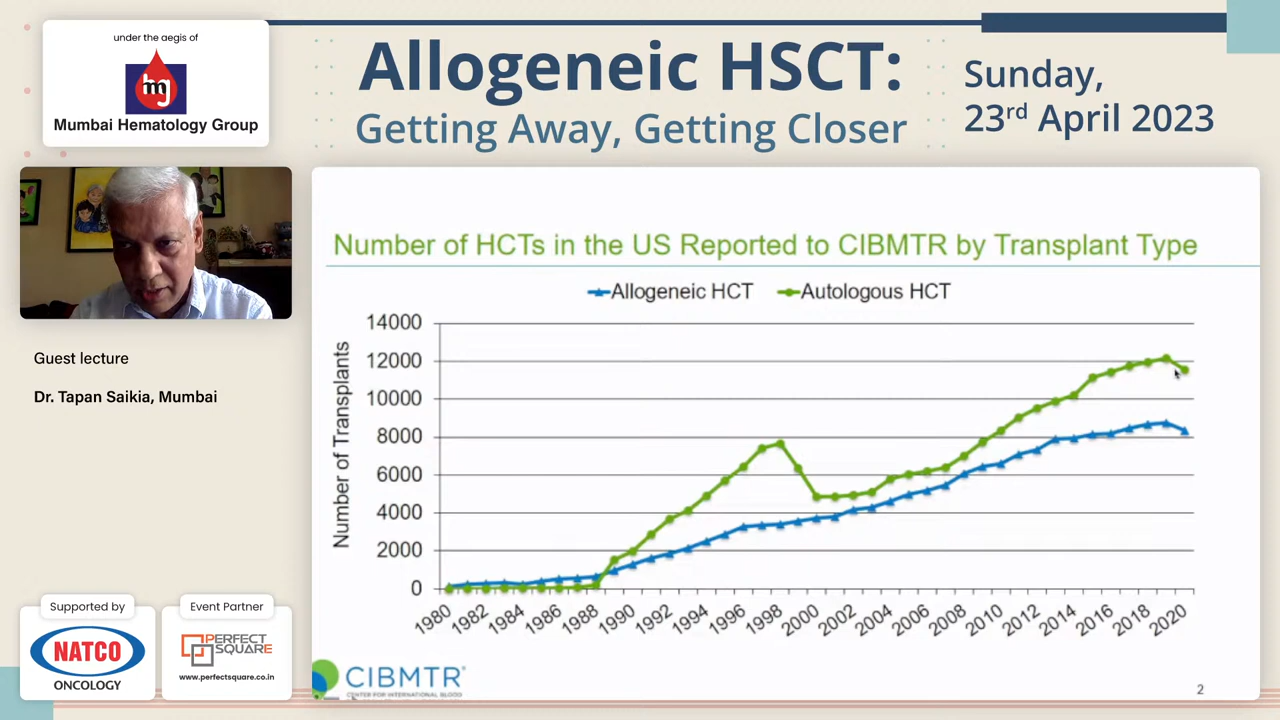 under the aegis of
mg
Mumbai Hematology Group
Allogeneic HSCT:
Getting Away, Getting Closer
Sunday,
23rd April 2023
Guest lecture
Dr. Tapan Saikia, Mumbai
Number of HCTs in the US Reported to CIBMTR by Transplant Type
Allogeneic HCT
Autologous HCT
Number of Transplants
14000
12000
10000
8000
6000
4000
2000
0
1980
1982
1984
1986
1988
1990
1992
1994
1996
1998
2000
2002
2004
2006
2008
2010
2012
2014
2016
2018
2020
CIBMTR®
CENTER FOR INTERNATIONAL BLOOD
2
Supported by
NATCO
ONCOLOGY
Event Partner
PERFECT
SQUARE
www.perfectsquare.co.in